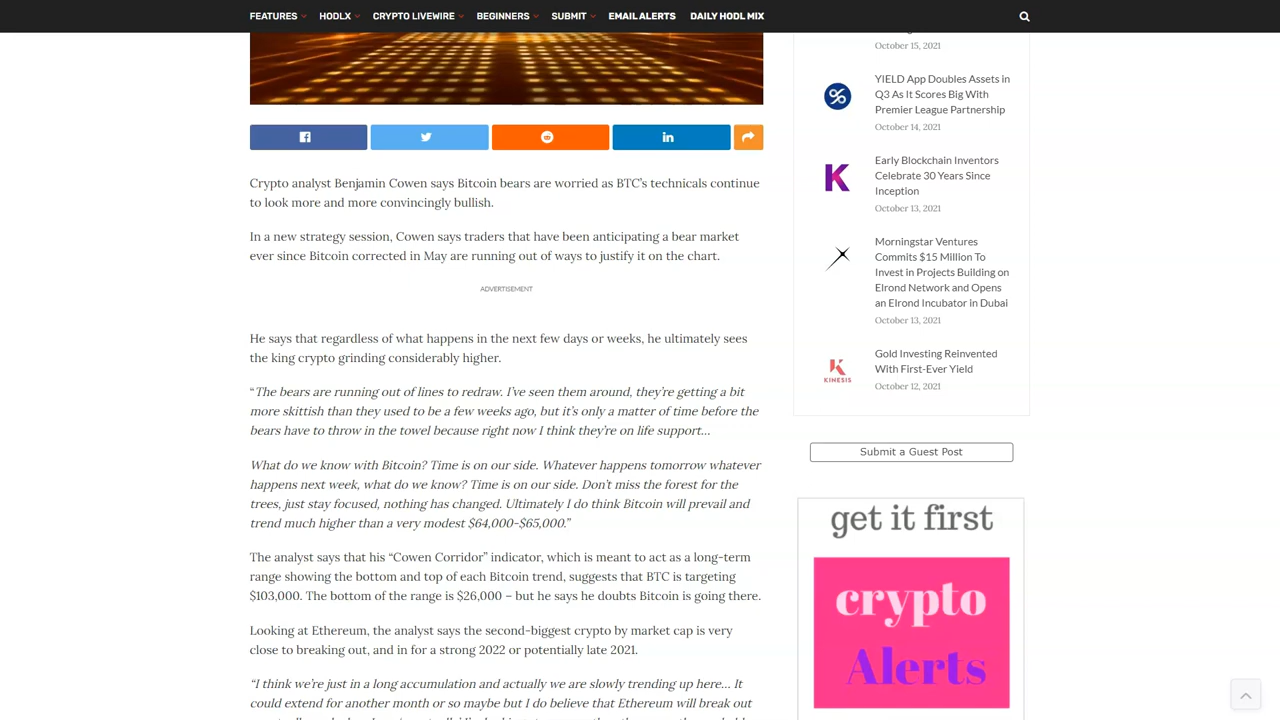 FEATURES
HODLX
CRYPTO LIVEWIRE
BEGINNERS
SUBMIT
EMAIL ALERTS
DAILY HODL MIX
Crypto analyst Benjamin Cowen says Bitcoin bears are worried as BTC's technicals continue
to look more and more convincingly bullish.
In a new strategy session, Cowen says traders that have been anticipating a bear market
ever since Bitcoin corrected in May are running out of ways to justify it on the chart.
ADVERTISEMENT
He says that regardless of what happens in the next few days or weeks, he ultimately sees
the king crypto grinding considerably higher.
“The bears are running out of lines to redraw. I've seen them around, they're getting a bit
more skittish than they used to be a few weeks ago, but it's only a matter of time before the
bears have to throw in the towel because right now I think they're on life support…
What do we know with Bitcoin? Time is on our side. Whatever happens tomorrow whatever
happens next week, what do we know? Time is on our side. Don't miss the forest for the
trees, just stay focused, nothing has changed. Ultimately I do think Bitcoin will prevail and
trend much higher than a very modest $64,000-$65,000.”
The analyst says that his “Cowen Corridor” indicator, which is meant to act as a long-term
range showing the bottom and top of each Bitcoin trend, suggests that BTC is targeting
$103,000. The bottom of the range is $26,000 – but he says he doubts Bitcoin is going there.
Looking at Ethereum, the analyst says the second-biggest crypto by market cap is very
close to breaking out, and in for a strong 2022 or potentially late 2021.
“I think we're just in a long accumulation and actually we are slowly trending up here… It
could extend for another month or so maybe but I do believe that Ethereum will break out
October 15, 2021
YIELD App Doubles Assets in
Q3 As It Scores Big With
Premier League Partnership
October 14, 2021
Early Blockchain Inventors
Celebrate 30 Years Since
Inception
October 13, 2021
Morningstar Ventures
Commits $15 Million To
Invest in Projects Building on
Elrond Network and Opens
an Elrond Incubator in Dubai
October 13, 2021
KINESIS
Gold Investing Reinvented
With First-Ever Yield
October 12, 2021
Submit a Guest Post
get it first
crypto
Alerts